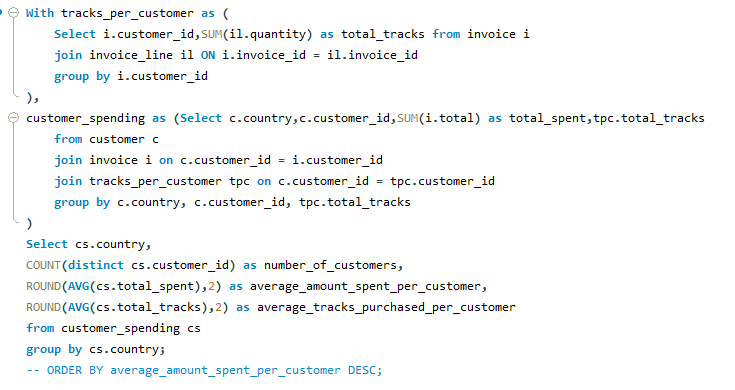 With tracks_per_customer as (
Select i.customer_id,SUM(il.quantity) as total_tracks from invoice i
join invoice_line il ON i.invoice_id = il.invoice_id
group by i.customer_id
),
customer_spending as (Select c.country,c.customer_id,SUM(i.total) as total_spent,tpc.total_tracks
from customer c
join invoice i on c.customer_id = i.customer_id
join tracks_per_customer tpc on c.customer_id = tpc.customer_id
group by c.country, c.customer_id, tpc.total_tracks
)
Select cs.country,
COUNT(distinct cs.customer_id) as number_of_customers,
ROUND(AVG(cs.total_spent),2) as average_amount_spent_per_customer,
ROUND(AVG(cs.total_tracks),2) as average_tracks_purchased_per_customer
from customer_spending cs
group by cs.country;
-- ORDER BY average_amount_spent_per_customer DESC;